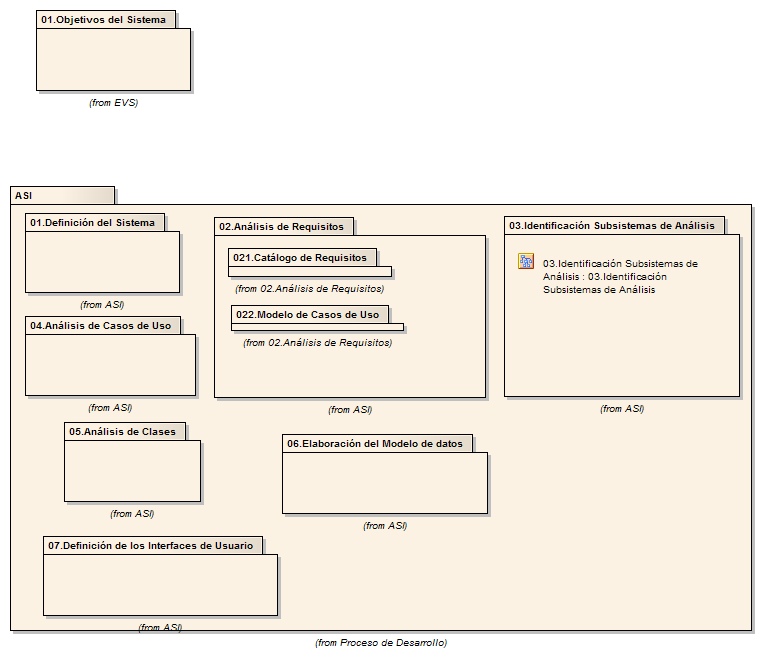 01.Objetivos del Sistema
(from EVS)
ASI
01.Definición del Sistema
(from ASI)
02.Análisis de Requisitos
021.Catálogo de Requisitos
(from 02.Análisis de Requisitos)
022.Modelo de Casos de Uso
(from 02.Análisis de Requisitos)
(from ASI)
03.Identificación Subsistemas de Análisis
03.Identificación Subsistemas de
Análisis : 03.Identificación
Subsistemas de Análisis
(from ASI)
04.Análisis de Casos de Uso
(from ASI)
05.Análisis de Clases
(from ASI)
06.Elaboración del Modelo de datos
(from ASI)
07.Definición de los Interfaces de Usuario
(from ASI)
(from Proceso de Desarrollo)